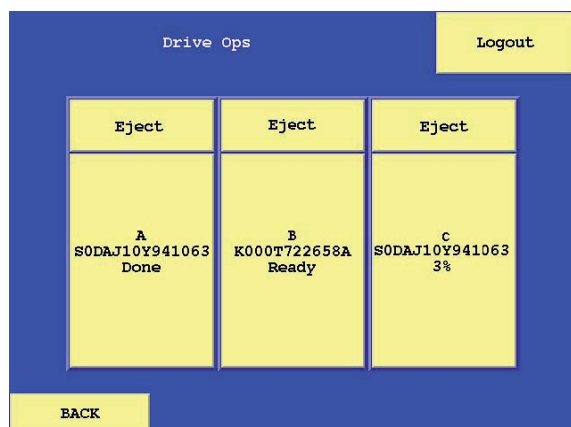 Drive Ops
Logout
Eject
Eject
Eject
A
S0DAJ10Y941063
Done
B
K000T722658A
Ready
C
S0DAJ10Y941063
3%
BACK